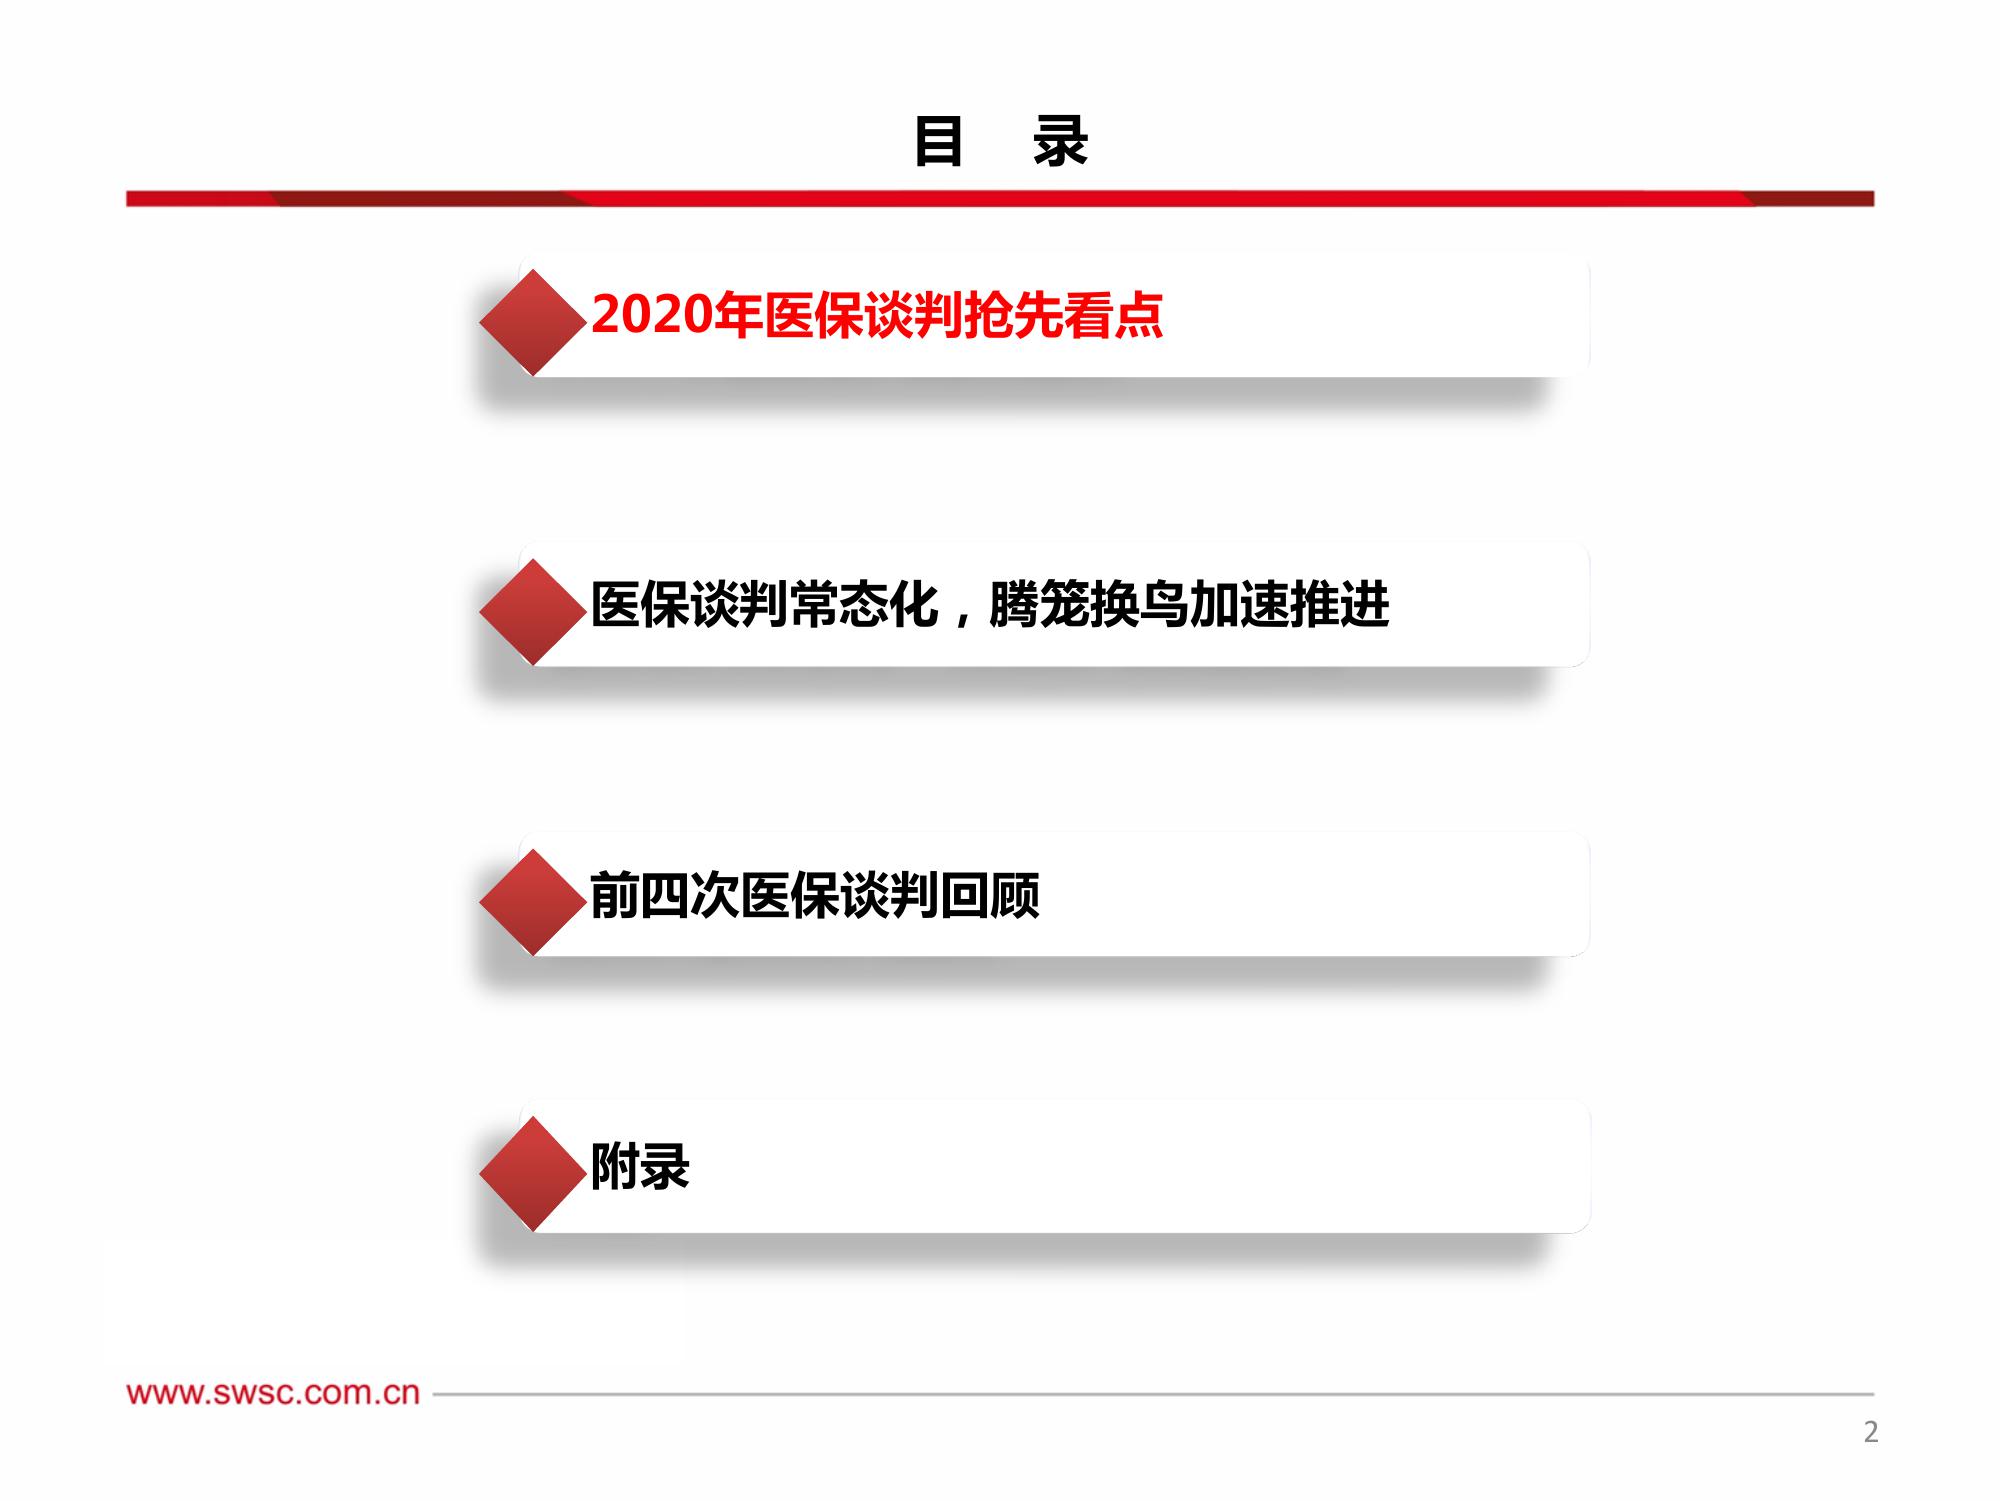 目 录
2020年医保谈判抢先看点
医保谈判常态化，腾笼换鸟加速推进
前四次医保谈判回顾
附录
www.swsc.com.cn
2